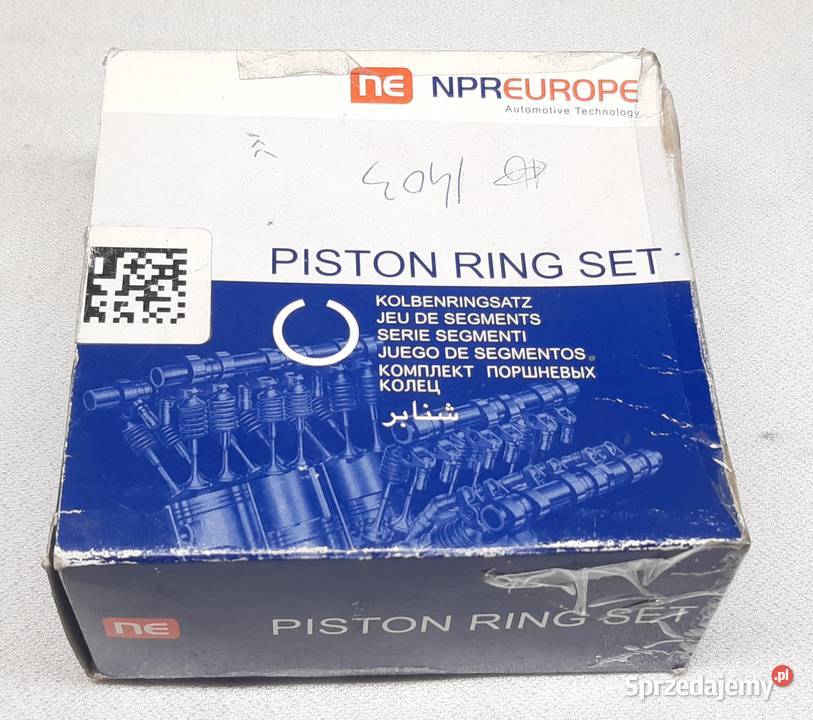 ne NPREUROPE
Automotive Technology
PISTON RING SET
KOLBENRINGSATZ
JEU DE SEGMENTS
SERIE SEGMENTI
JUEGO DE SEGMENTOS
КОМПЛЕКТ ПОРШНЕВЫХ
КОЛЕЦ
شنابر
ne PISTON RING SET
Sprzedajemy.pl